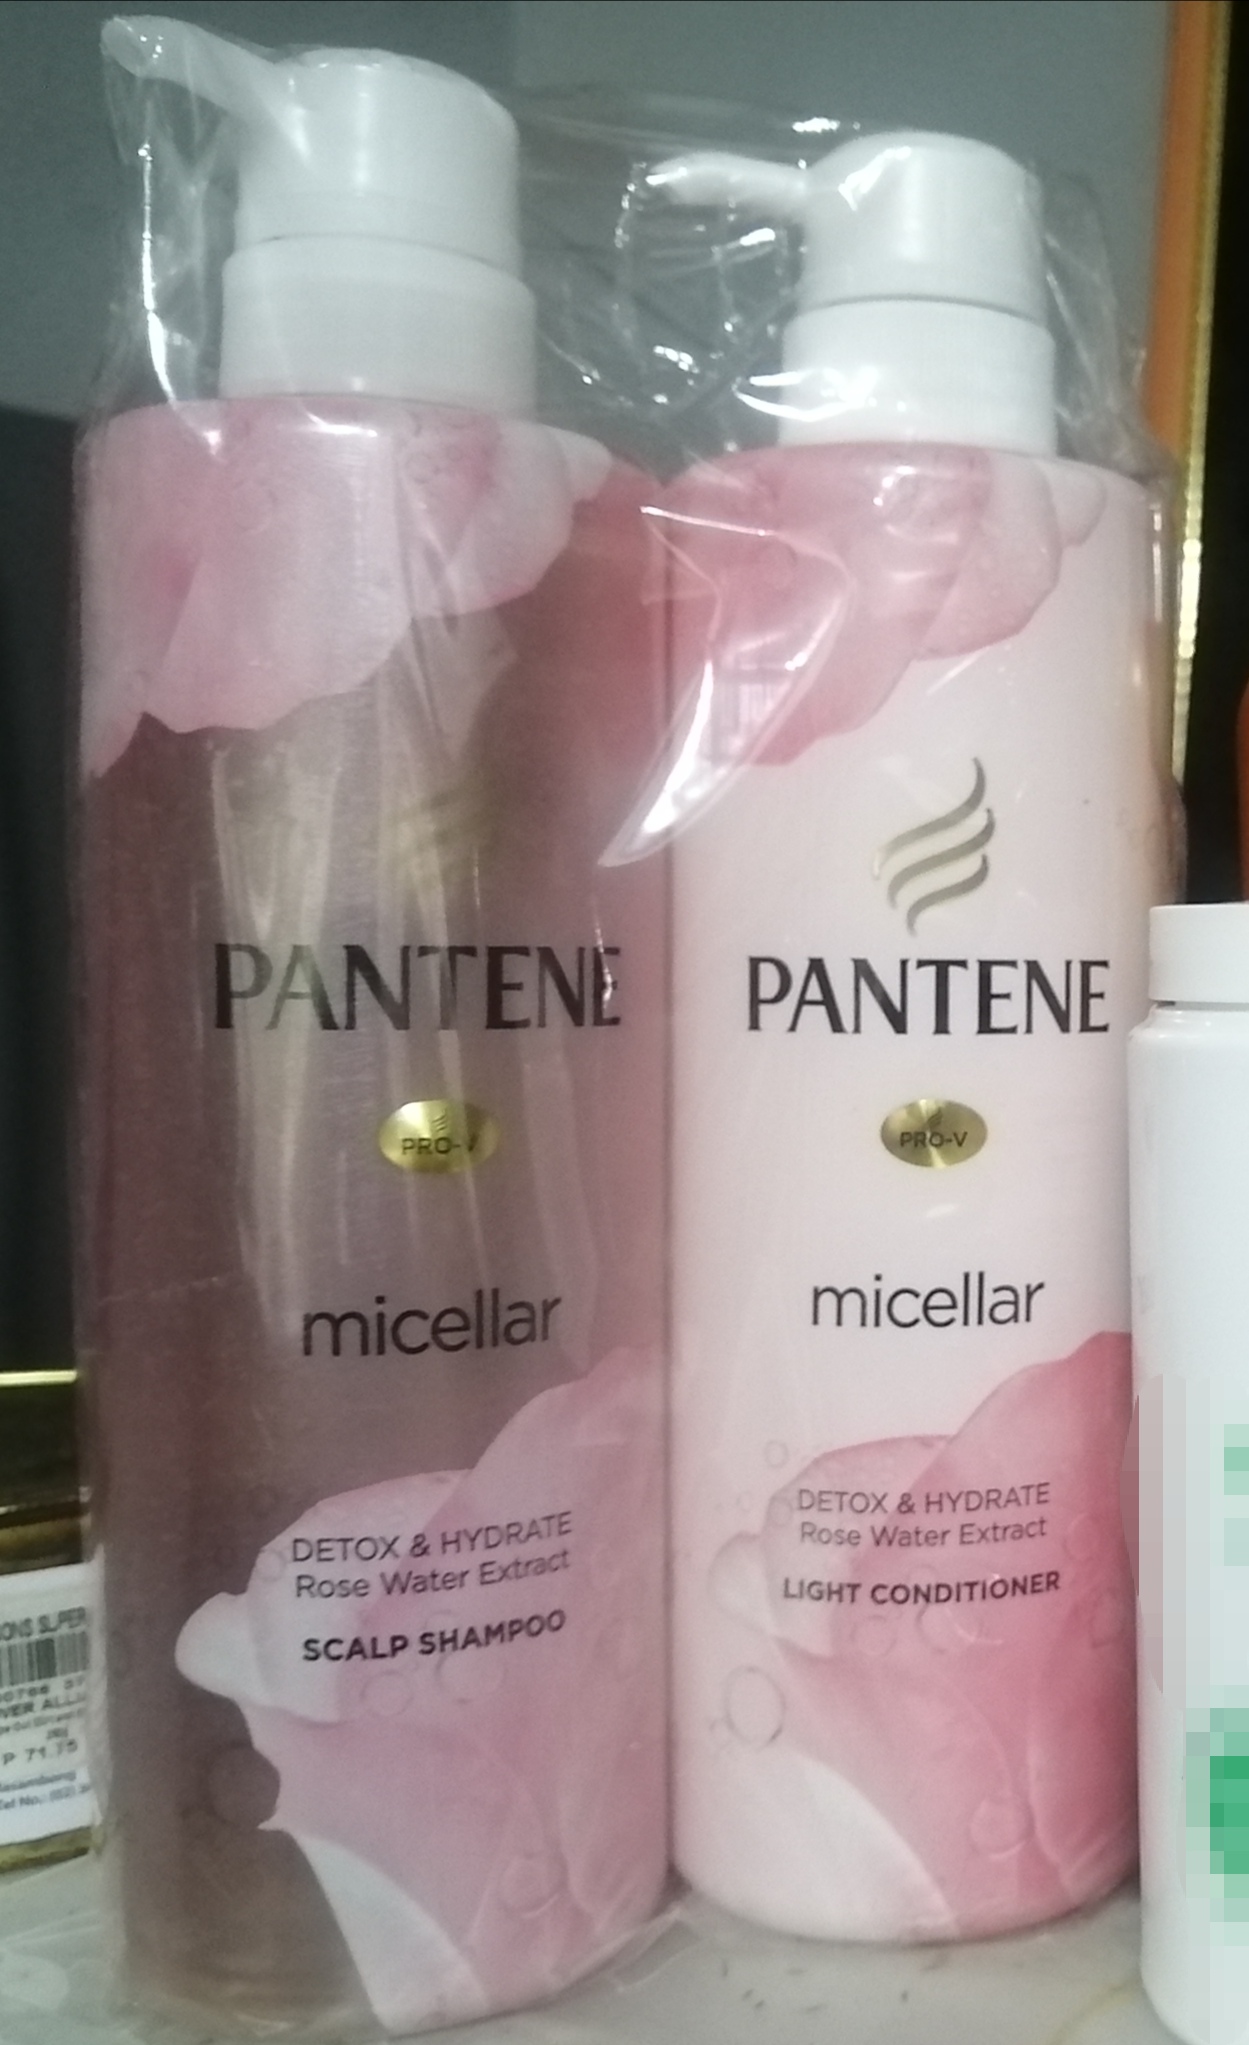 PANTENE
PRO-V
micellar
DETOX & HYDRATE
Rose Water Extract
SCALP SHAMPOO
PANTENE
PRO-V
micellar
DETOX & HYDRATE
Rose Water Extract
LIGHT CONDITIONER
P 71.75